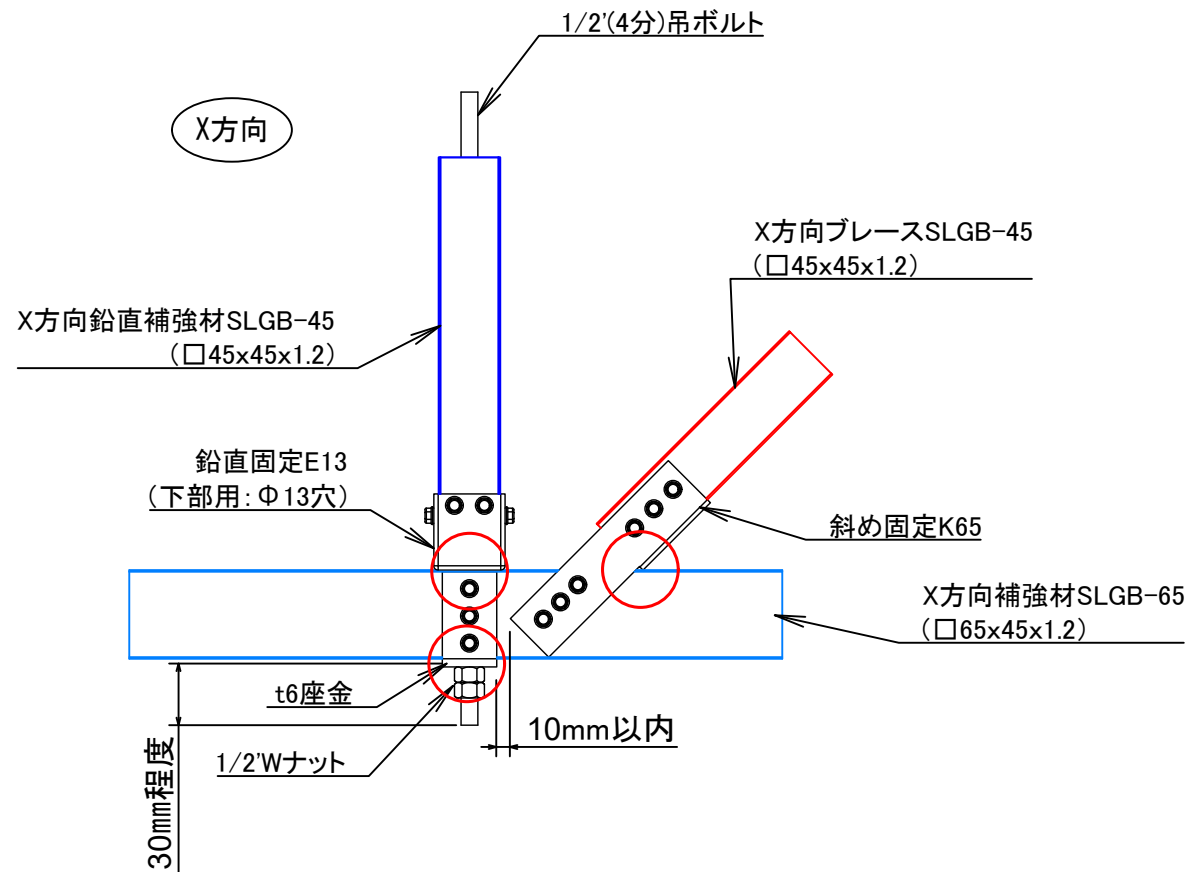 1/2'(4分)吊ボルト
X方向
X方向ブレースSLGB-45
(□45x45x1.2)
X方向鉛直補強材SLGB-45
(□45x45x1.2)
鉛直固定E13
(下部用:Φ13穴)
斜め固定K65
X方向補強材SLGB-65
(□65x45x1.2)
t6座金
10mm以内
1/2'Wナット
30mm程度